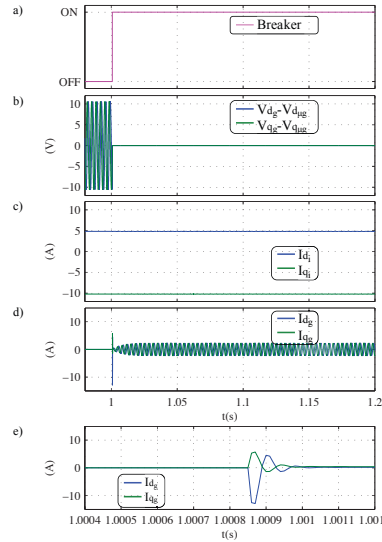 a)
ON
OFF
Breaker
b)
10
5
0
−5
−10
(V)
Vdg-Vdμg
Vqg-Vqμg
c)
10
5
0
−5
−10
(A)
Idi
Iqi
d)
10
0
−10
(A)
Idg
Iqg
1 1.05 1.1 1.15 1.2
t(s)
e)
10
0
−10
(A)
Idg
Iqg
1.0004 1.0005 1.0006 1.0007 1.0008 1.0009 1.001 1.0011 1.001
t(s)